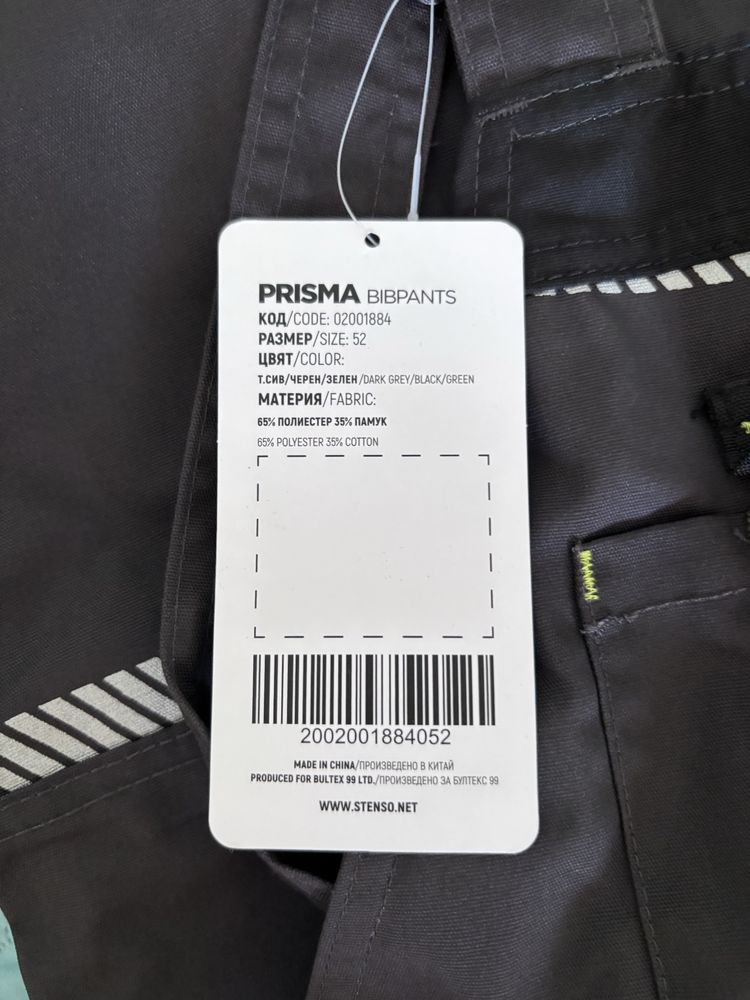 PRISMA BIBPANTS
КОД/CODE: 02001884
РАЗМЕР/SIZE: 52
ЦВЯТ/COLOR:
Т.СИВ/ЧЕРЕН/ЗЕЛЕН/DARK GREY/BLACK/GREEN
МАТЕРИЯ/FABRIC:
65% ПОЛИЕСТЕР 35% ПАМУК
65% POLYESTER 35% COTTON
2002001884052
MADE IN CHINA/ПРОИЗВЕДЕНО В КИТАЙ
PRODUCED FOR BULTEX 99 LTD./ПРОИЗВЕДЕНО ЗА БУЛТЕКС 99
WWW.STENSO.NET